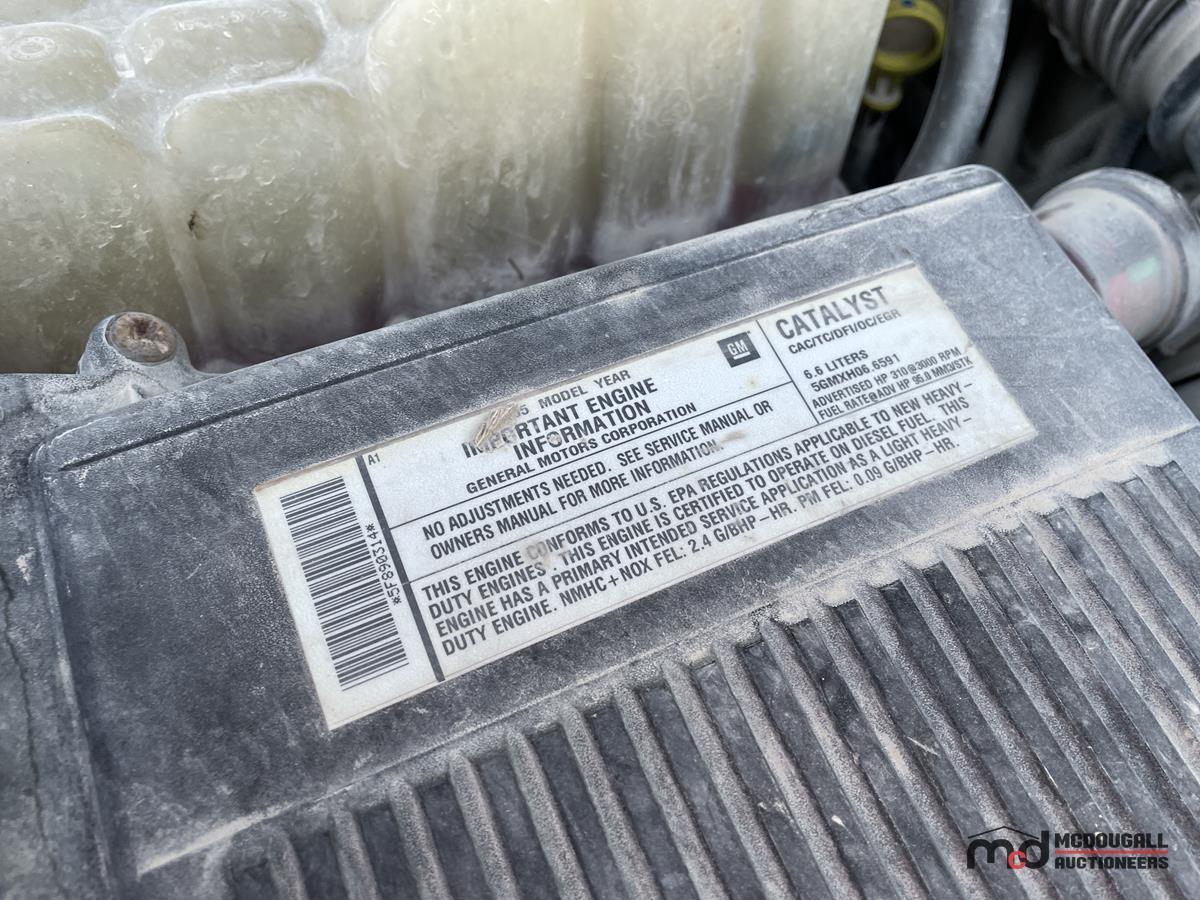 *5F890314*
A1
5 MODEL YEAR
IMPORTANT ENGINE
INFORMATION
GENERAL MOTORS CORPORATION
GM
CATALYST
CAC/TC/DFI/OC/EGR
6.6 LITERS
5GMXH06.6591
ADVERTISED HP 310@3000 RPM
FUEL RATE@ADV HP 95.0 MM3/STK
NO ADJUSTMENTS NEEDED. SEE SERVICE MANUAL OR
OWNERS MANUAL FOR MORE INFORMATION.
THIS ENGINE CONFORMS TO U.S. EPA REGULATIONS APPLICABLE TO NEW HEAVY-
DUTY ENGINES. THIS ENGINE IS CERTIFIED TO OPERATE ON DIESEL FUEL. THIS
ENGINE HAS A PRIMARY INTENDED SERVICE APPLICATION AS A LIGHT HEAVY-
DUTY ENGINE. NMHC+NOX FEL: 2.4 G/BHP-HR. PM FEL: 0.09 G/BHP-HR.
mcd MCDOUGALL
AUCTIONEERS